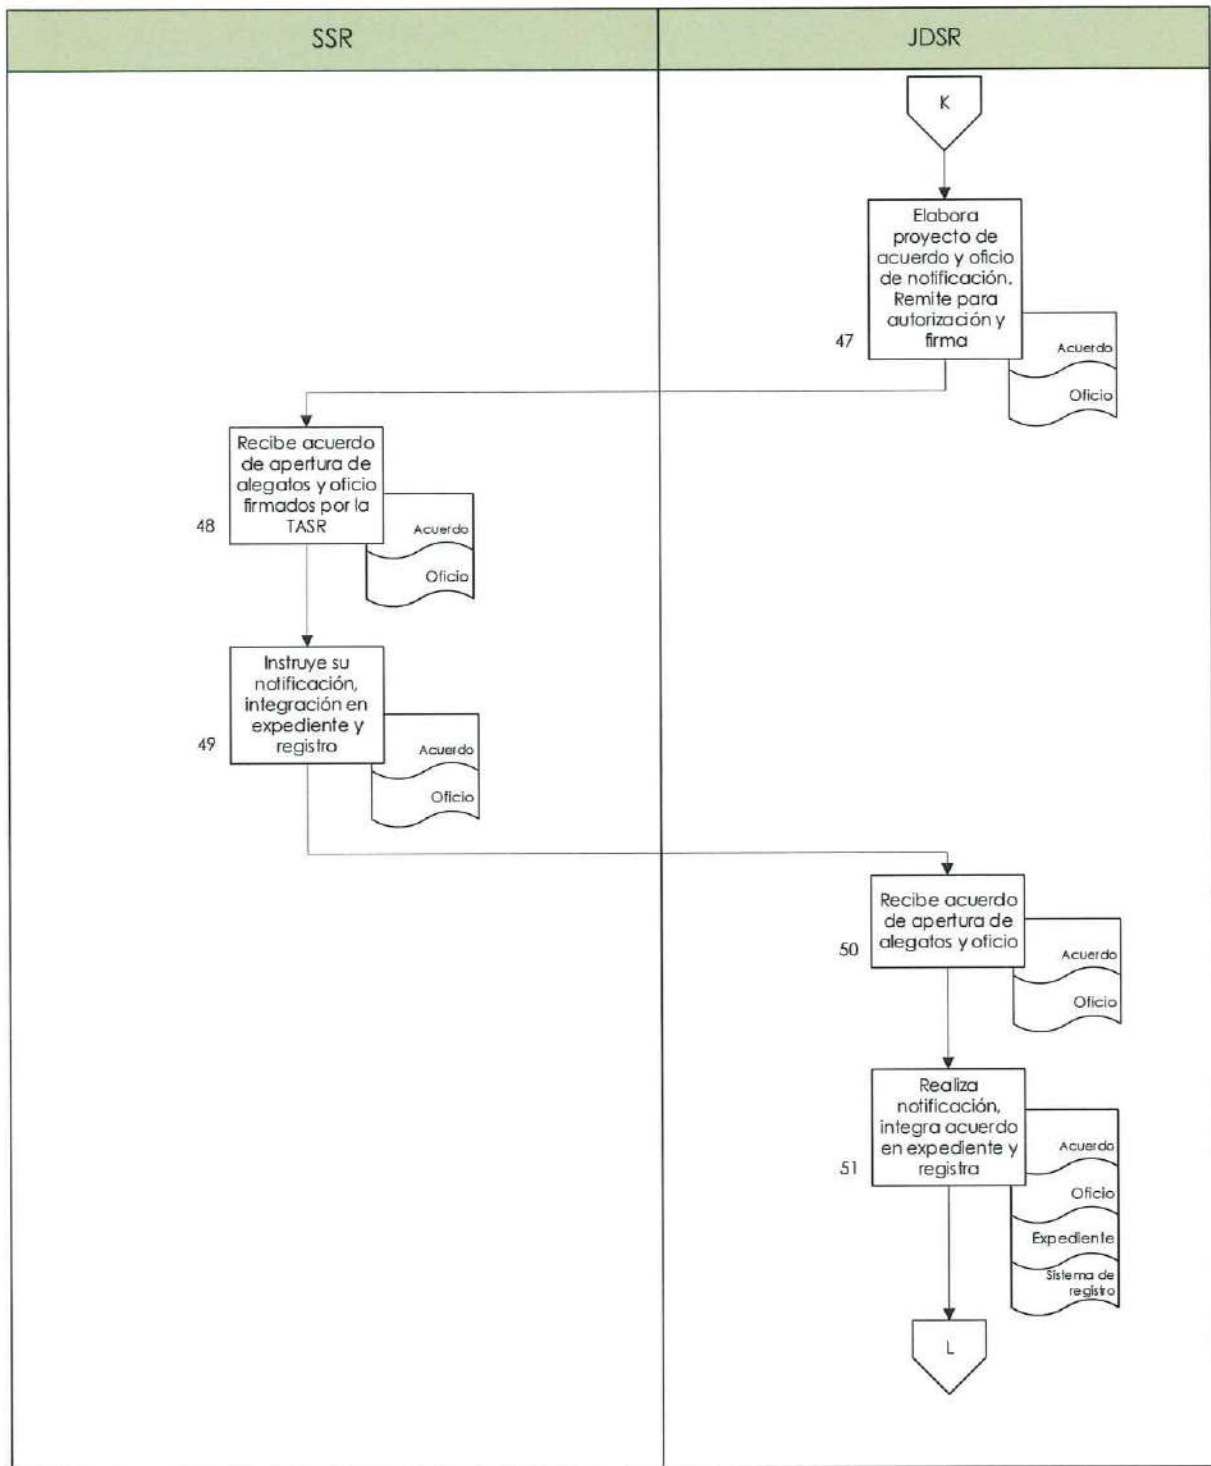 SSR
JDSR
K
Elabora
proyecto de
acuerdo y oficio
de notificación.
Remite para
autorización y
firma
47
Acuerdo
Oficio
Recibe acuerdo
de apertura de
alegatos y oficio
firmados por la
TASR
48
Acuerdo
Oficio
Instruye su
notificación,
integración en
expediente y
registro
49
Acuerdo
Oficio
Recibe acuerdo
de apertura de
alegatos y oficio
50
Acuerdo
Oficio
Realiza
notificación,
integra acuerdo
en expediente y
registra
51
Acuerdo
Oficio
Expediente
Sistema de
registro
L